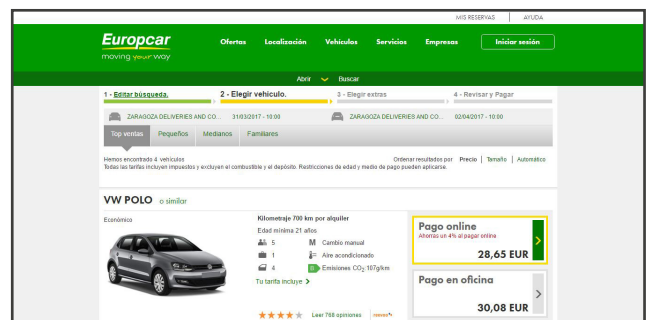 MIS RESERVAS AYUDA
Europcar
moving your way
Ofertas Localización Vehículos Servicios Empresas Iniciar sesión
Abrir Buscar
1 - Editar búsqueda. 2 - Elegir vehículo. 3 - Elegir extras 4 - Revisar y Pagar
ZARAGOZA DELIVERIES AND CO... 31/03/2017 - 10:00 ZARAGOZA DELIVERIES AND CO... 02/04/2017 - 10:00
Top ventas Pequeños Medianos Familiares
Hemos encontrado 4 vehículos Ordenar resultados por Precio | Tamaño | Automático
Todas las tarifas incluyen impuestos y excluyen el combustible y el depósito. Restricciones de edad y medio de pago pueden aplicarse.
VW POLO o similar
Económico
Kilometraje 700 km por alquiler
Edad mínima 21 años
5 M Cambio manual
1 Aire acondicionado
4 B Emisiones CO2 107g/km
Tu tarifa incluye >
Leer 768 opiniones
Pago online
Ahorras un 4% al pagar online
28,65 EUR
Pago en oficina
30,08 EUR